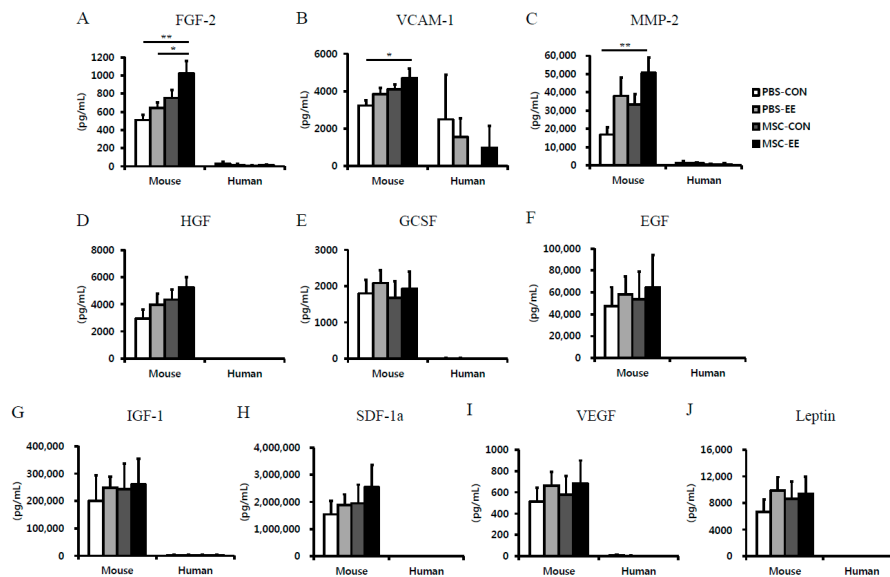 A FGF-2
B VCAM-1
C MMP-2
** 
*
*
**
1200
1000
800
600
400
200
0
(pg/mL)
Mouse Human
6000
4000
2000
0
(pg/mL)
Mouse Human
60,000
50,000
40,000
30,000
20,000
10,000
0
(pg/mL)
Mouse Human
PBS-CON
PBS-EE
MSC-CON
MSC-EE
D HGF
E GCSF
F EGF
8000
6000
4000
2000
0
(pg/mL)
Mouse Human
3000
2000
1000
0
(pg/mL)
Mouse Human
100,000
80,000
60,000
40,000
20,000
0
(pg/mL)
Mouse Human
G IGF-1
H SDF-1a
I VEGF
J Leptin
400,000
300,000
200,000
100,000
0
(pg/mL)
Mouse Human
4,000,000
3,000,000
2,000,000
1,000,000
0
(pg/mL)
Mouse Human
1000
800
600
400
200
0
(pg/mL)
Mouse Human
16,000
12,000
8000
4000
0
(pg/mL)
Mouse Human